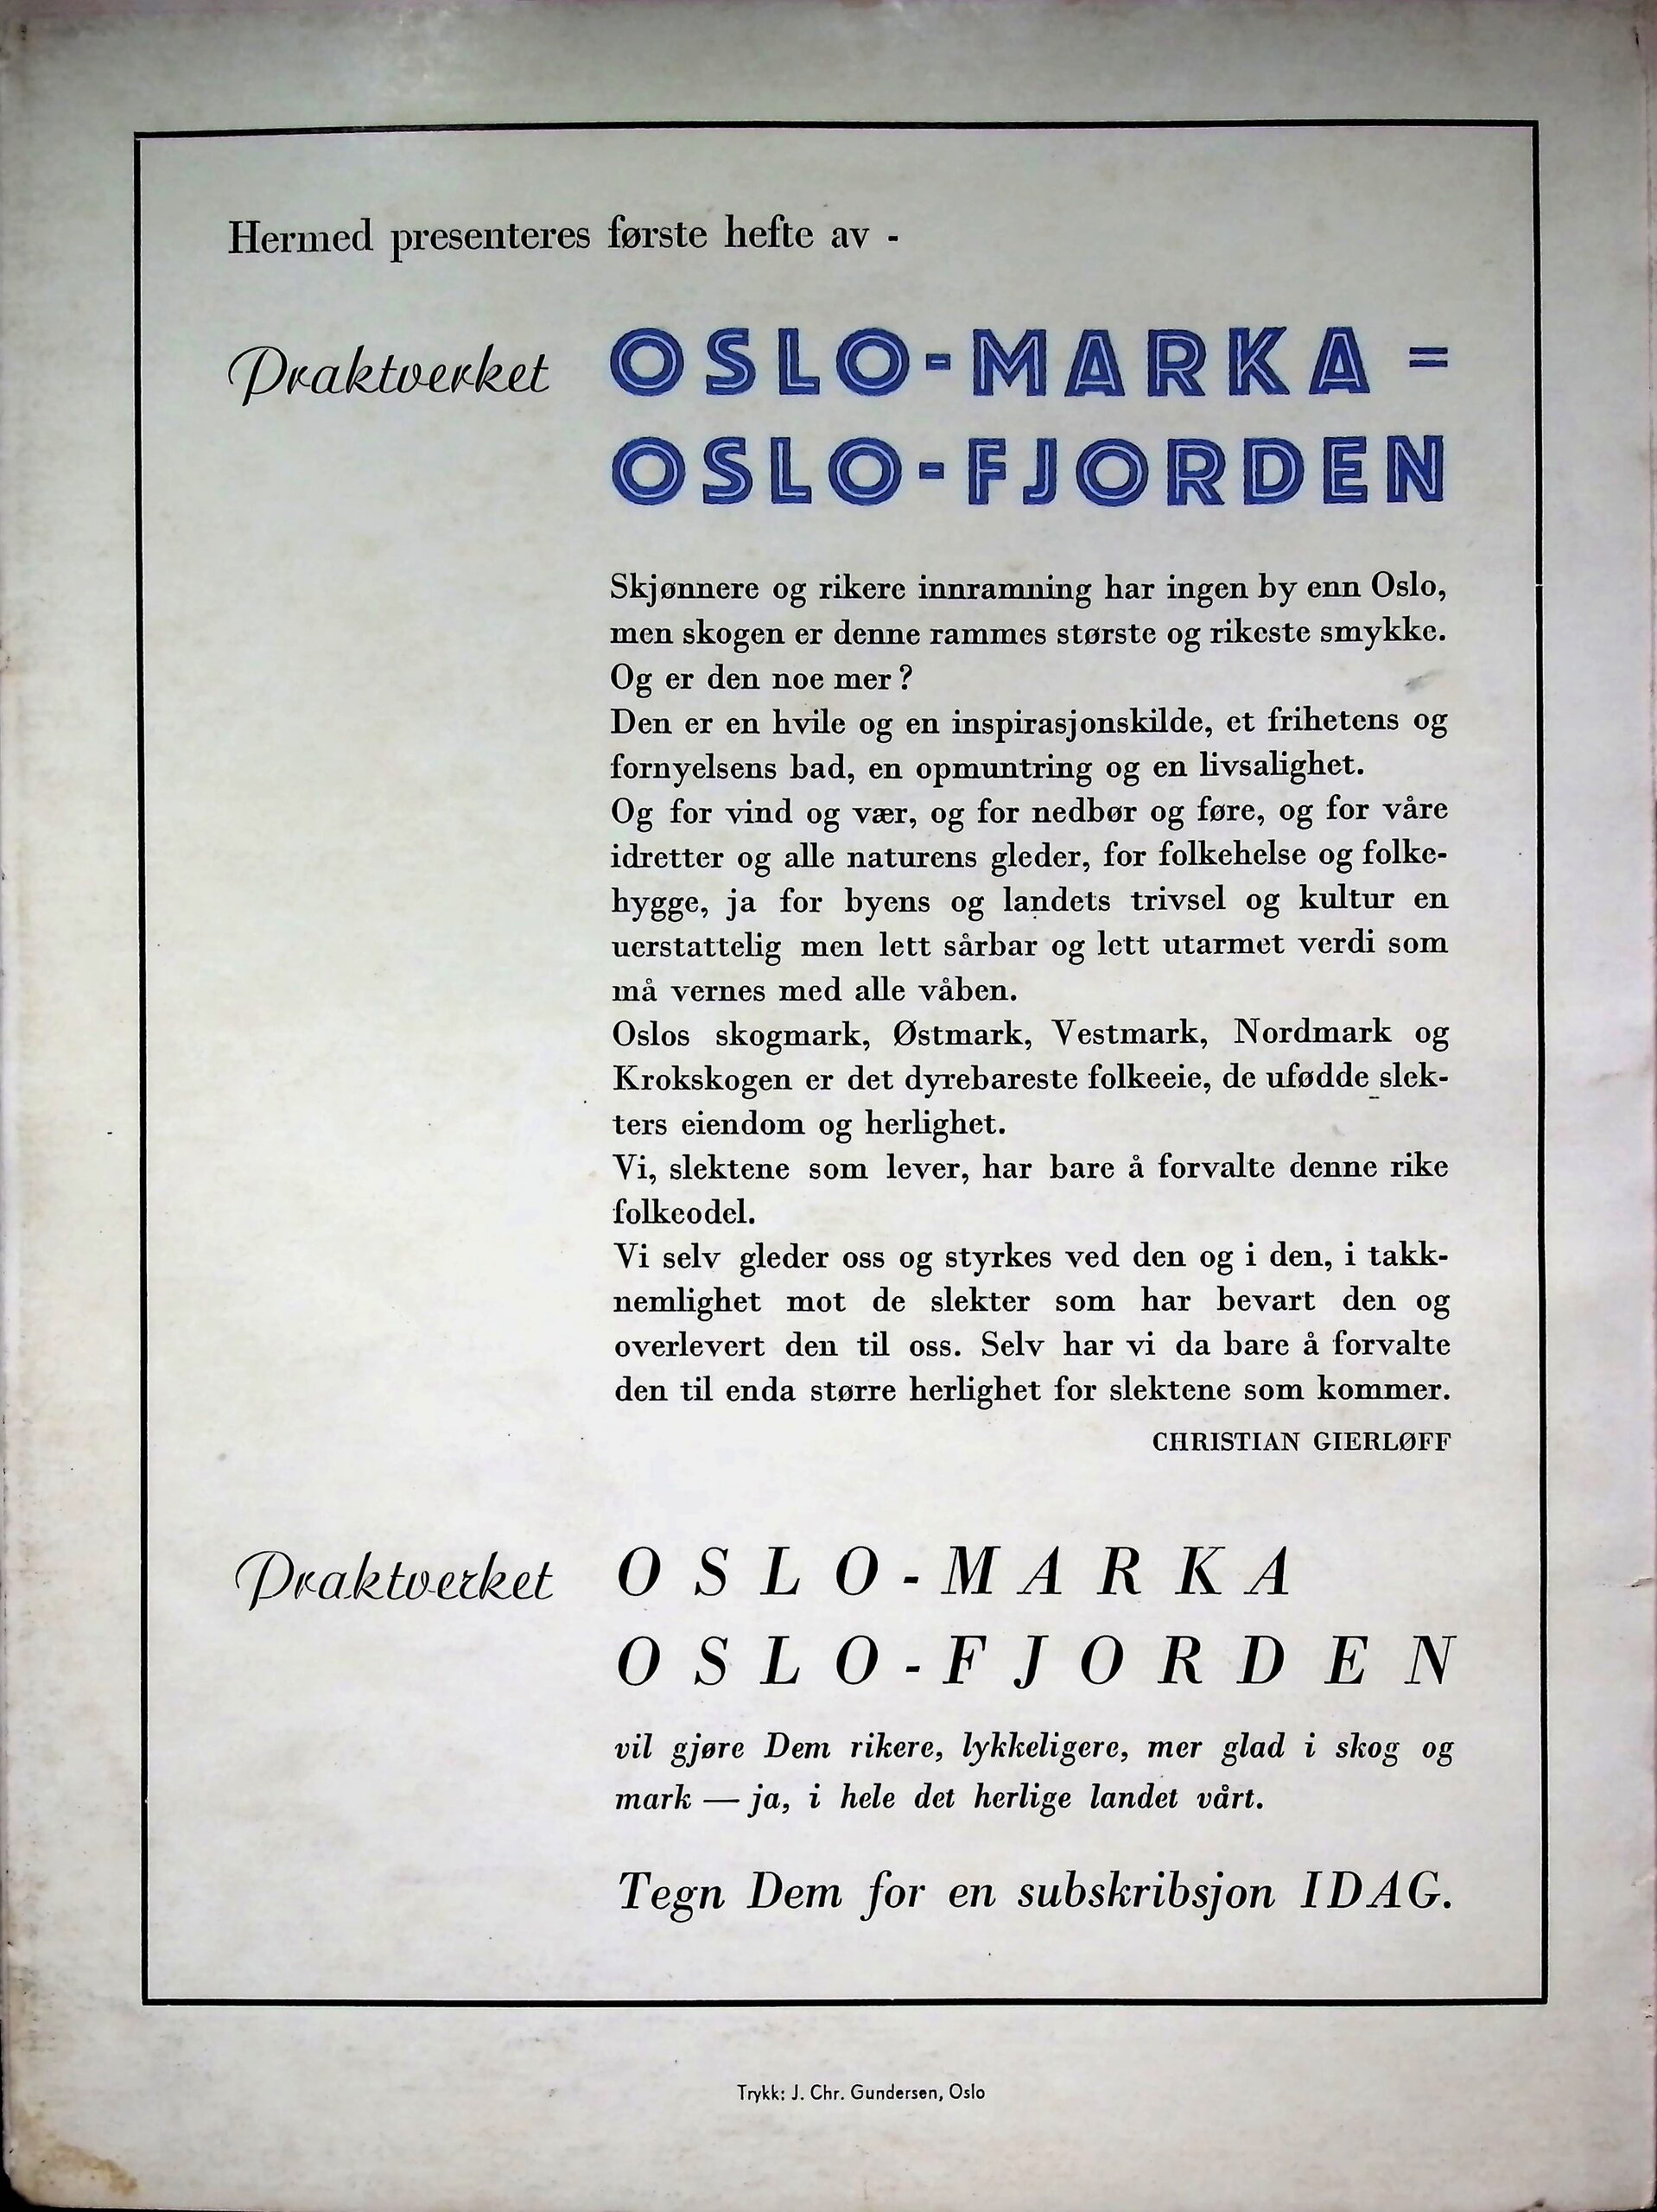 Hermed presenteres første hefte av -
Praktverket OSLO-MARKA =
OSLO-FJORDEN
Skjønnere og rikere innramning har ingen by enn Oslo,
men skogen er denne rammes største og rikeste smykke.
Og er den noe mer?
Den er en hvile og en inspirasjonskilde, et frihetens og
fornyelsens bad, en opmuntring og en livsalighet.
Og for vind og vær, og for nedbør og føre, og for våre
idretter og alle naturens gleder, for folkehelse og folke-
hygge, ja for byens og landets trivsel og kultur en
uerstattelig men lett sårbar og lett utarmet verdi som
må vernes med alle våben.
Oslos skogmark, Østmark, Vestmark, Nordmark og
Krokskogen er det dyrebareste folkeeie, de ufødde slek-
ters eiendom og herlighet.
Vi, slektene som lever, har bare å forvalte denne rike
folkeodel.
Vi selv gleder oss og styrkes ved den og i den, i takk-
nemlighet mot de slekter som har bevart den og
overlevert den til oss. Selv har vi da bare å forvalte
den til enda større herlighet for slektene som kommer.
CHRISTIAN GIERLØFF
Praktverket OSLO-MARKA
OSLO-FJORDEN
vil gjøre Dem rikere, lykkeligere, mer glad i skog og
mark — ja, i hele det herlige landet vårt.
Tegn Dem for en subskribsjon IDAG.
Trykk: J. Chr. Gundersen, Oslo